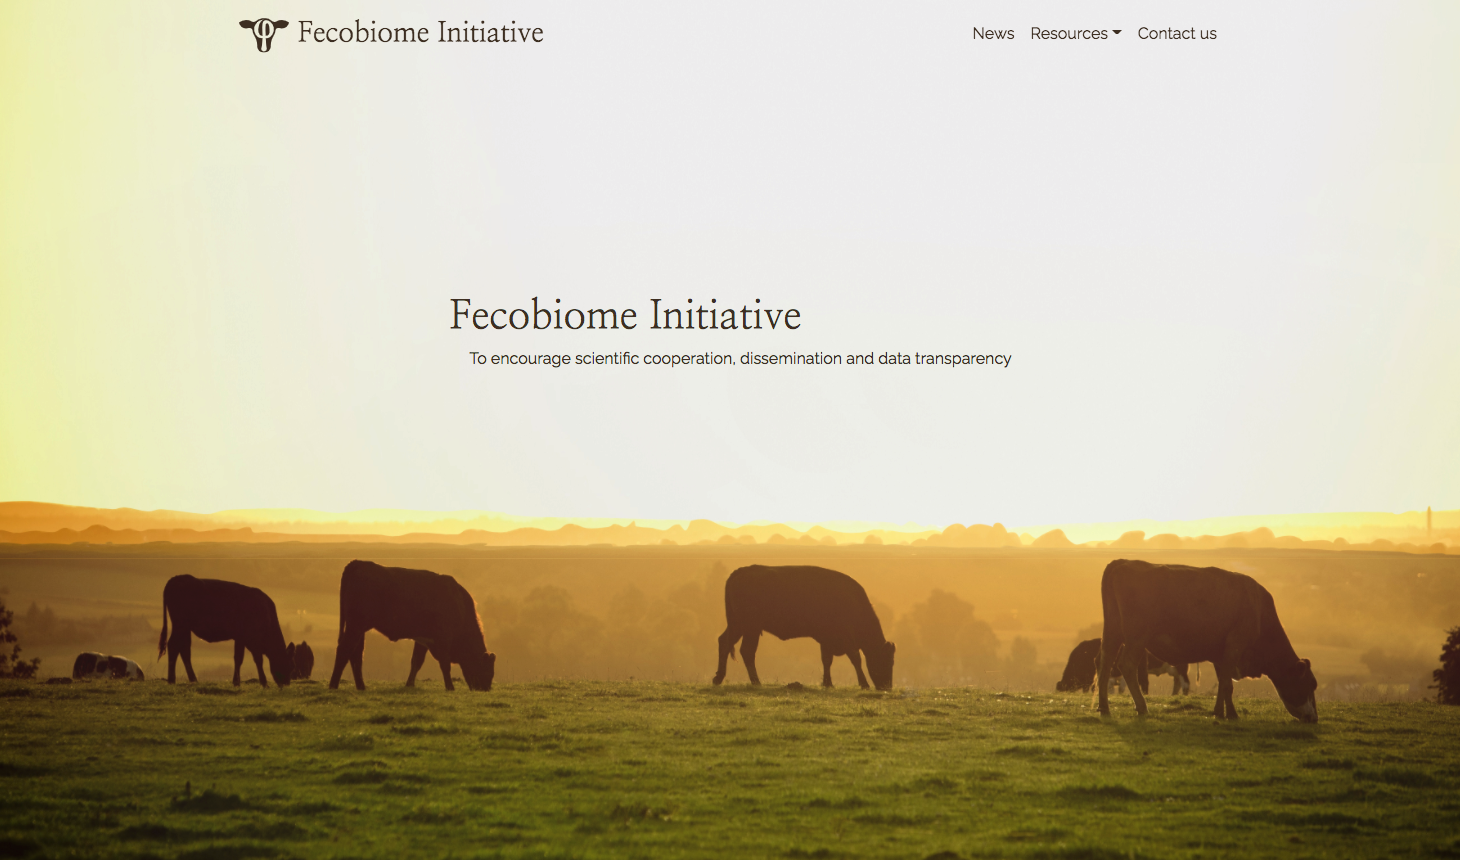 Fecobiome Initiative
News Resources Contact us
Fecobiome Initiative
To encourage scientific cooperation, dissemination and data transparency